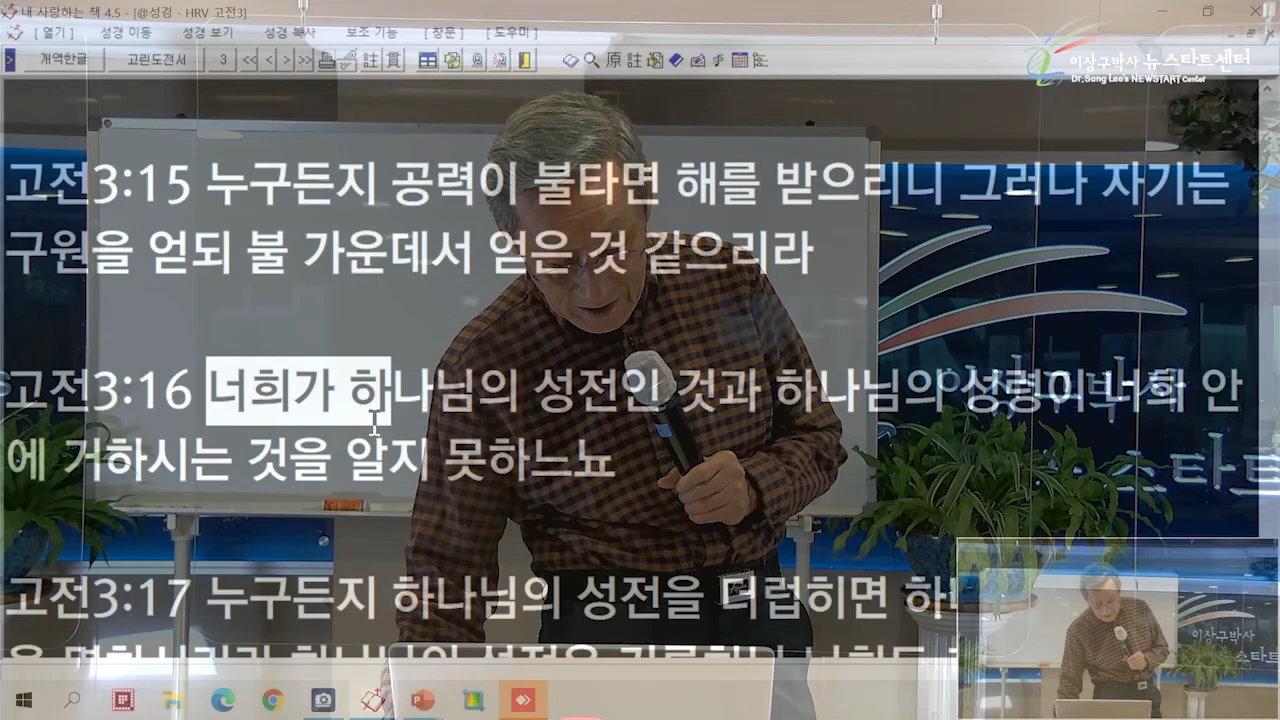 내 사랑하는 책 4.5 - [@성경 - HRV 고전3]
[ 열기 ] 성경 이동 성경 보기 성경 복사 보조 기능 [ 창문 ] [ 도우미 ]
개역한글 고린도전서 3 << < > >> 註 貫 原 註
이상구박사 뉴스타트센터
Dr. Sang Lee's NEWSTART Center
고전3:15 누구든지 공력이 불타면 해를 받으리니 그러나 자기는
구원을 얻되 불 가운데서 얻은 것 같으리라
고전3:16 너희가 하나님의 성전인 것과 하나님의 성령이 너희 안
에 거하시는 것을 알지 못하느뇨
고전3:17 누구든지 하나님의 성전을 더럽히면 하나
이상구박사
스타트